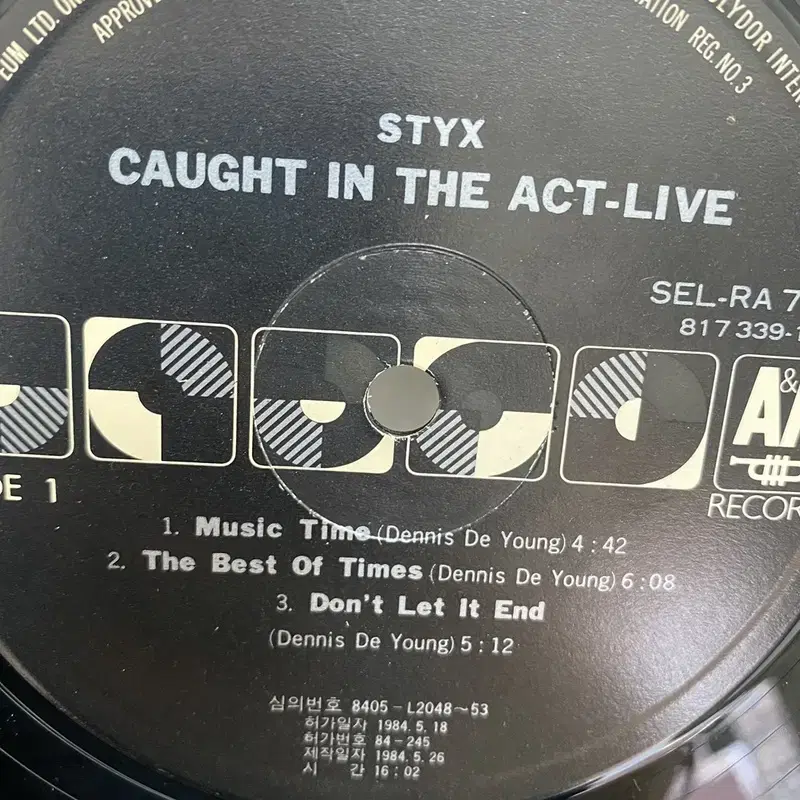 EUM LTD. UN
APPROVE
ATION REG.NO.3
OLYDOR INTER
STYX
CAUGHT IN THE ACT-LIVE
SEL-RA 7
817 339-1
A&
RECOR
DE 1
1. Music Time (Dennis De Young) 4:42
2. The Best Of Times (Dennis De Young) 6:08
3. Don't Let It End
(Dennis De Young) 5:12
심의번호 8405-L2048~53
허가일자 1984.5.18
허가번호 84-245
제작일자 1984.5.26
시 간 16:02